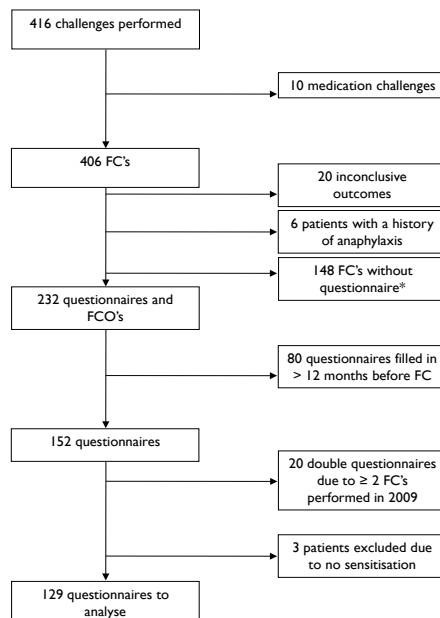 416 challenges performed
10 medication challenges
406 FC's
20 inconclusive
outcomes
6 patients with a history
of anaphylaxis
148 FC's without
questionnaire*
232 questionnaires and
FCO's
80 questionnaires filled in
> 12 months before FC
152 questionnaires
20 double questionnaires
due to ≥ 2 FC's
performed in 2009
3 patients excluded due
to no sensitisation
129 questionnaires to
analyse